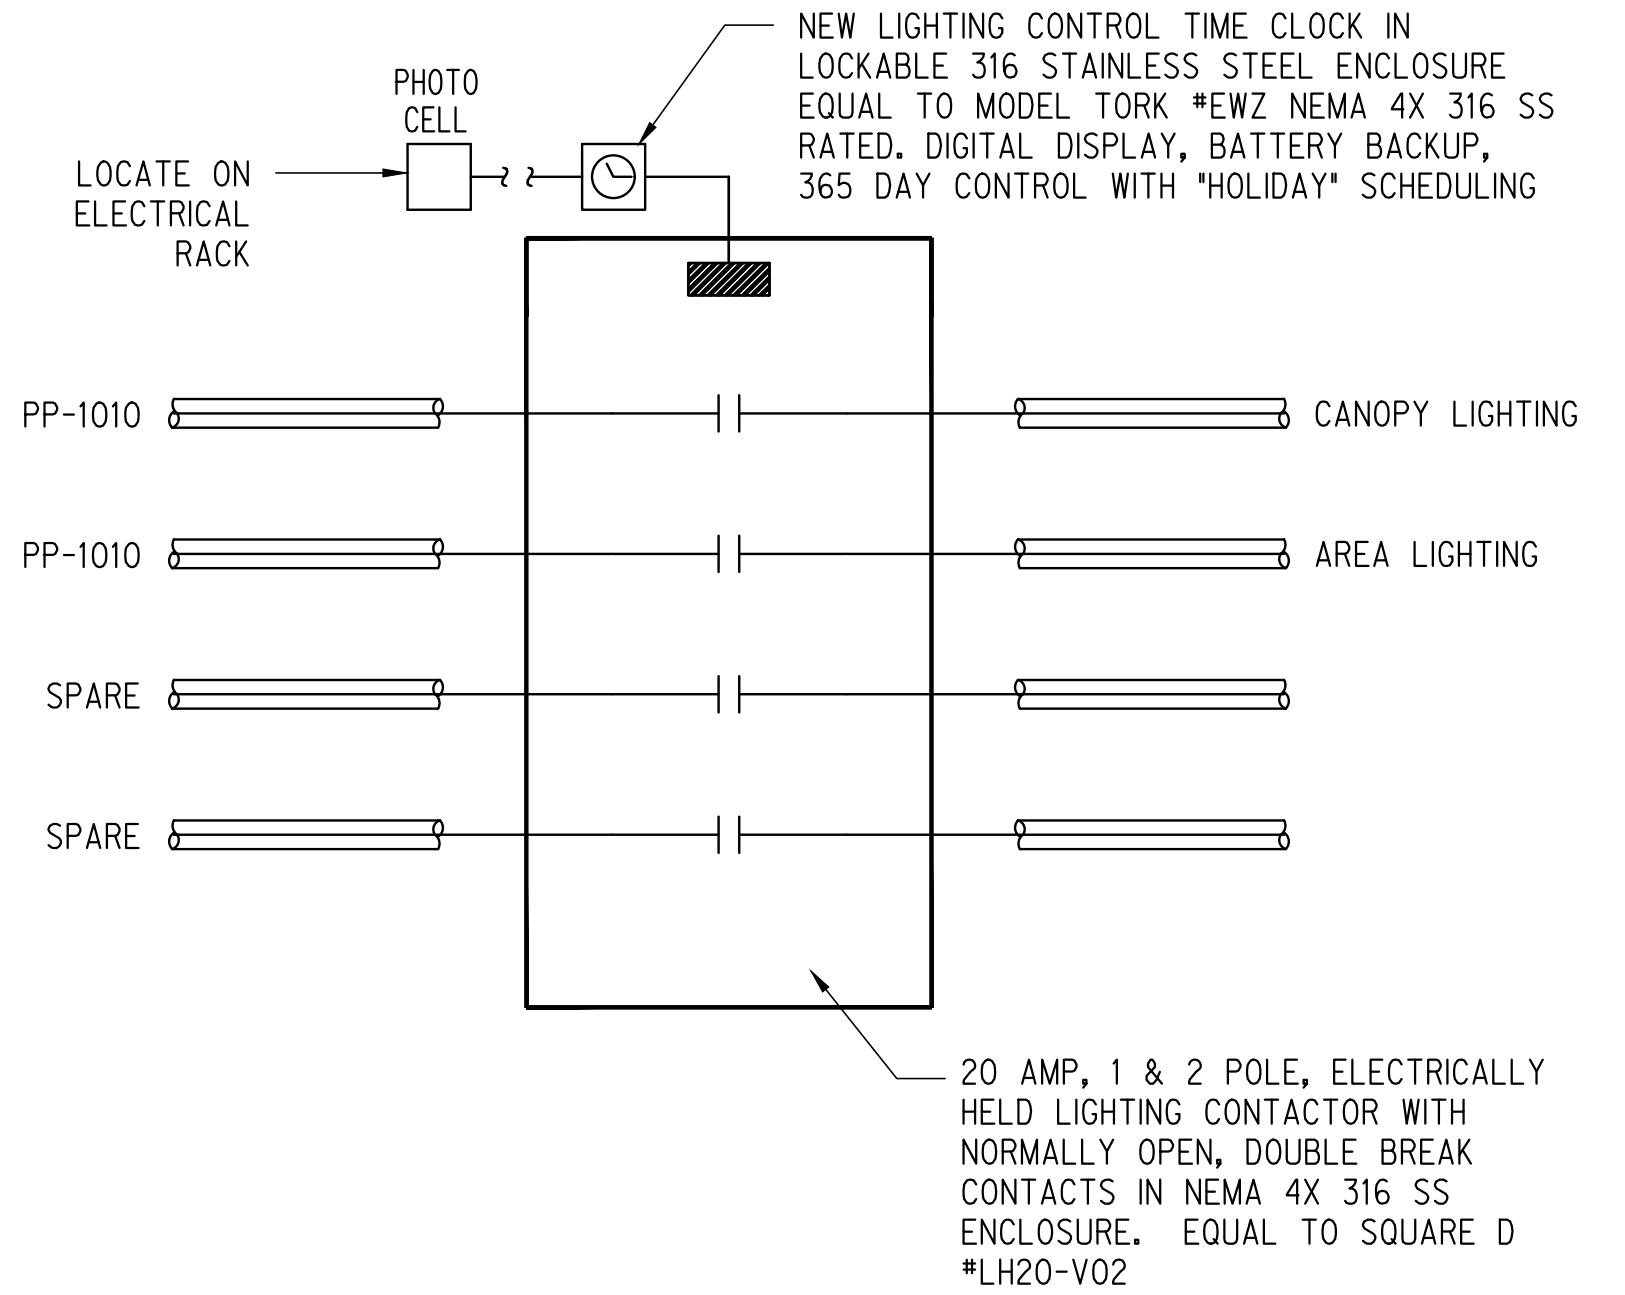 NEW LIGHTING CONTROL TIME CLOCK IN
LOCKABLE 316 STAINLESS STEEL ENCLOSURE
EQUAL TO MODEL TORK #EWZ NEMA 4X 316 SS
RATED. DIGITAL DISPLAY, BATTERY BACKUP,
365 DAY CONTROL WITH "HOLIDAY" SCHEDULING
PHOTO
CELL
LOCATE ON
ELECTRICAL
RACK
PP-1010
CANOPY LIGHTING
PP-1010
AREA LIGHTING
SPARE
SPARE
20 AMP, 1 & 2 POLE, ELECTRICALLY
HELD LIGHTING CONTACTOR WITH
NORMALLY OPEN, DOUBLE BREAK
CONTACTS IN NEMA 4X 316 SS
ENCLOSURE. EQUAL TO SQUARE D
#LH20-V02